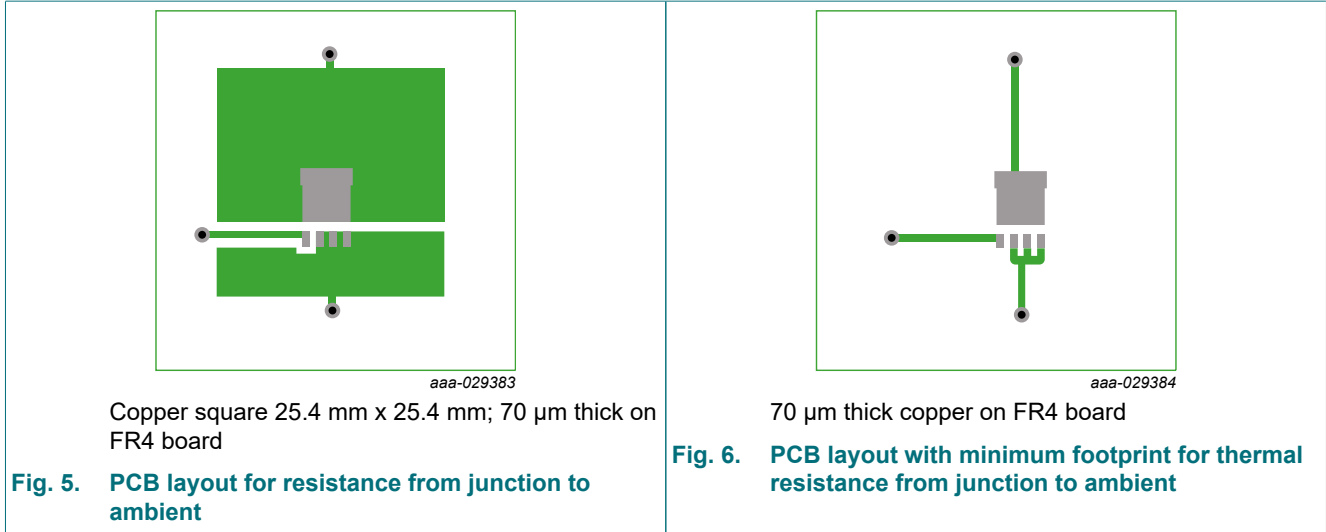 aaa-029383
Copper square 25.4 mm x 25.4 mm; 70 µm thick on
FR4 board
Fig. 5. PCB layout for resistance from junction to
ambient
aaa-029384
70 µm thick copper on FR4 board
Fig. 6. PCB layout with minimum footprint for thermal
resistance from junction to ambient